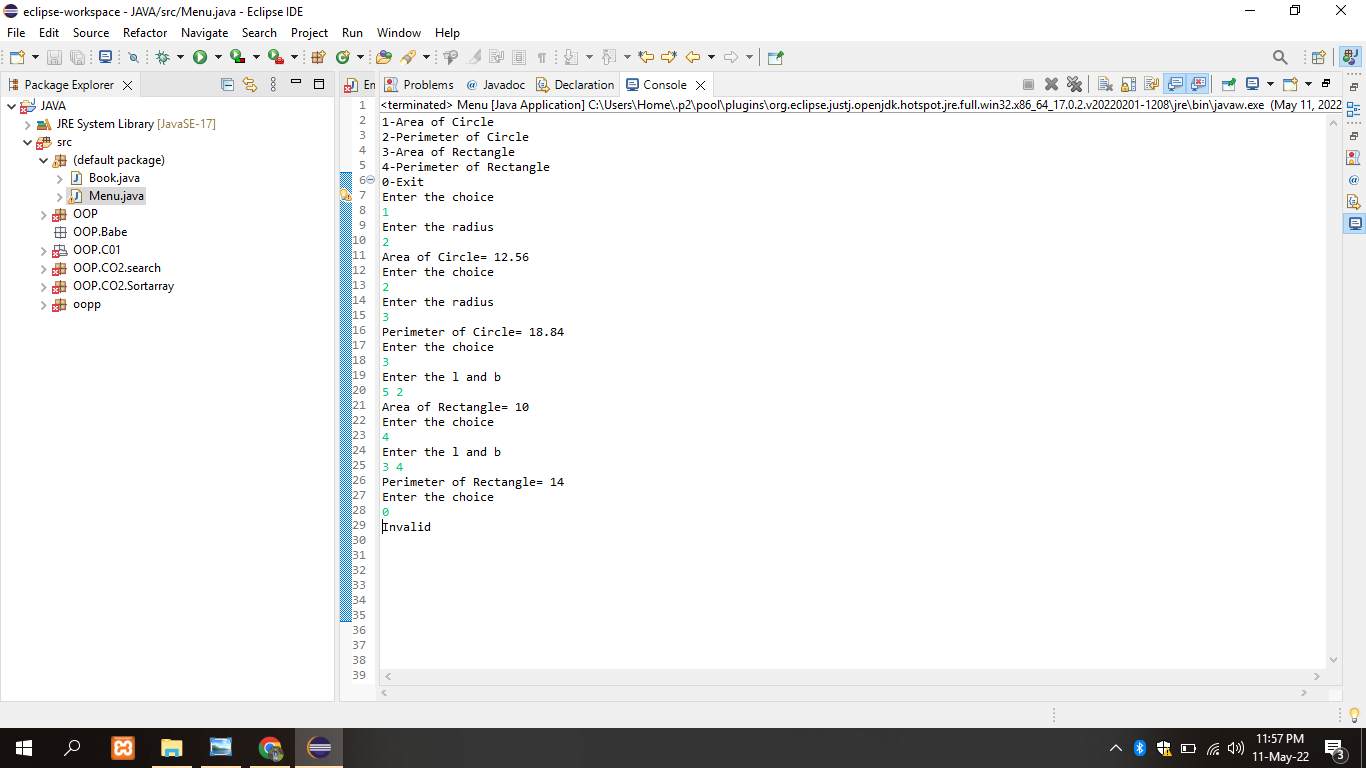 eclipse-workspace - JAVA/src/Menu.java - Eclipse IDE
File Edit Source Refactor Navigate Search Project Run Window Help
Package Explorer
JAVA
JRE System Library [JavaSE-17]
src
(default package)
Book.java
Menu.java
OOP
OOP.Babe
OOP.C01
OOP.CO2.search
OOP.CO2.Sortarray
oopp
En
Problems @ Javadoc Declaration Console
<terminated> Menu [Java Application] C:\Users\Home\.p2\pool\plugins\org.eclipse.justj.openjdk.hotspot.jre.full.win32.x86_64_17.0.2.v20220201-1208\jre\bin\javaw.exe (May 11, 2022
1
2
3
4
5
6
7
8
9
10
11
12
13
14
15
16
17
18
19
20
21
22
23
24
25
26
27
28
29
30
31
32
33
34
35
36
37
38
39
1-Area of Circle
2-Perimeter of Circle
3-Area of Rectangle
4-Perimeter of Rectangle
0-Exit
Enter the choice
1
Enter the radius
2
Area of Circle= 12.56
Enter the choice
2
Enter the radius
3
Perimeter of Circle= 18.84
Enter the choice
3
Enter the l and b
5 2
Area of Rectangle= 10
Enter the choice
4
Enter the l and b
3 4
Perimeter of Rectangle= 14
Enter the choice
0
Invalid
11:57 PM
11-May-22
3